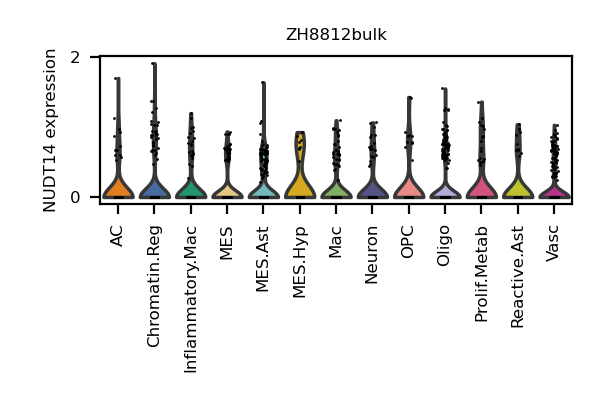 ZH8812bulk
NUDT14 expression
2
0
AC
Chromatin.Reg
Inflammatory.Mac
MES
MES.Ast
MES.Hyp
Mac
Neuron
OPC
Oligo
Prolif.Metab
Reactive.Ast
Vasc